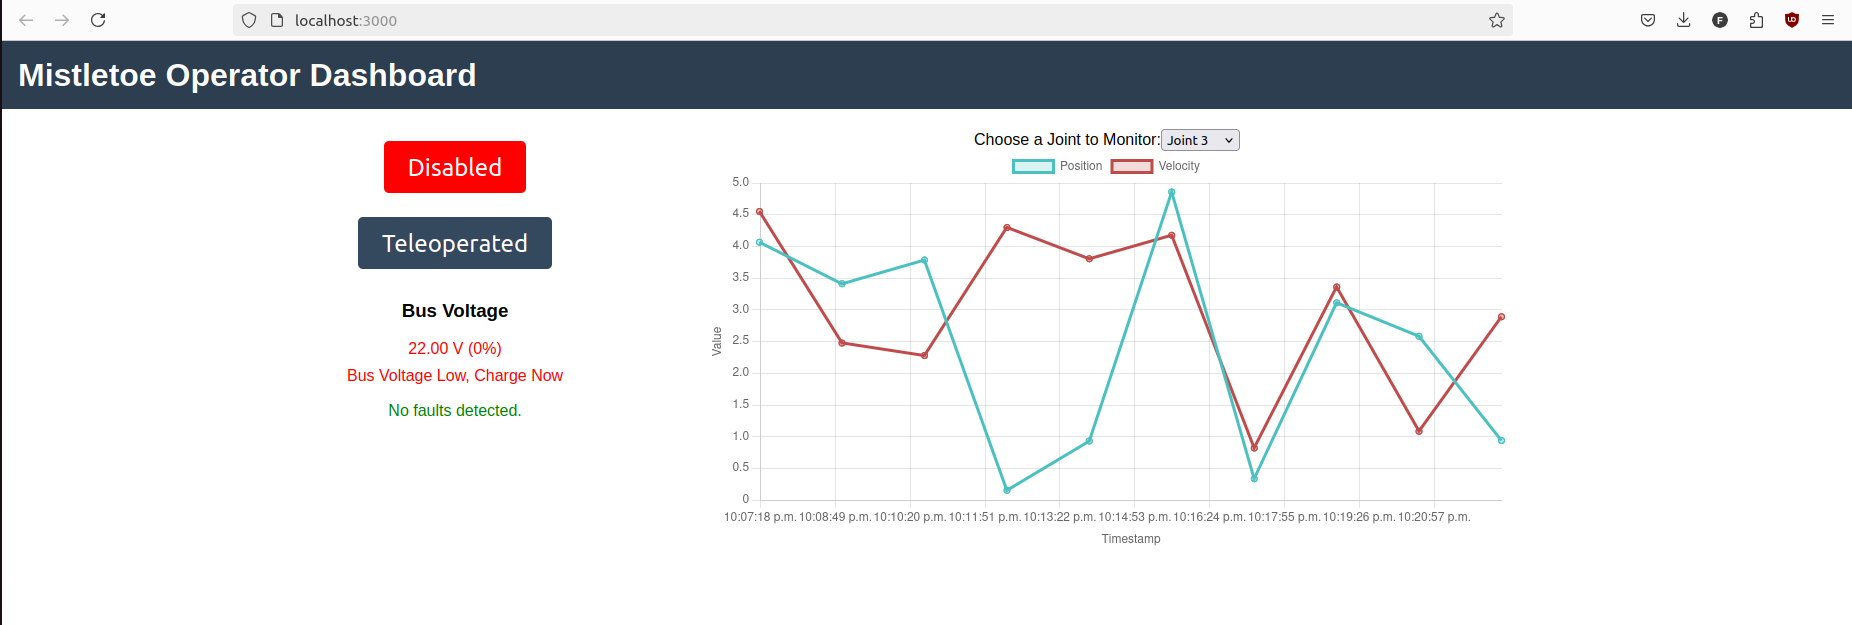 localhost:3000
Mistletoe Operator Dashboard
Disabled
Teleoperated
Bus Voltage
22.00 V (0%)
Bus Voltage Low, Charge Now
No faults detected.
Choose a Joint to Monitor: Joint 3
Position Velocity
5.0
4.5
4.0
3.5
3.0
2.5
2.0
1.5
1.0
0.5
0
Value
10:07:18 p.m. 10:08:49 p.m. 10:10:20 p.m. 10:11:51 p.m. 10:13:22 p.m. 10:14:53 p.m. 10:16:24 p.m. 10:17:55 p.m. 10:19:26 p.m. 10:20:57 p.m.
Timestamp